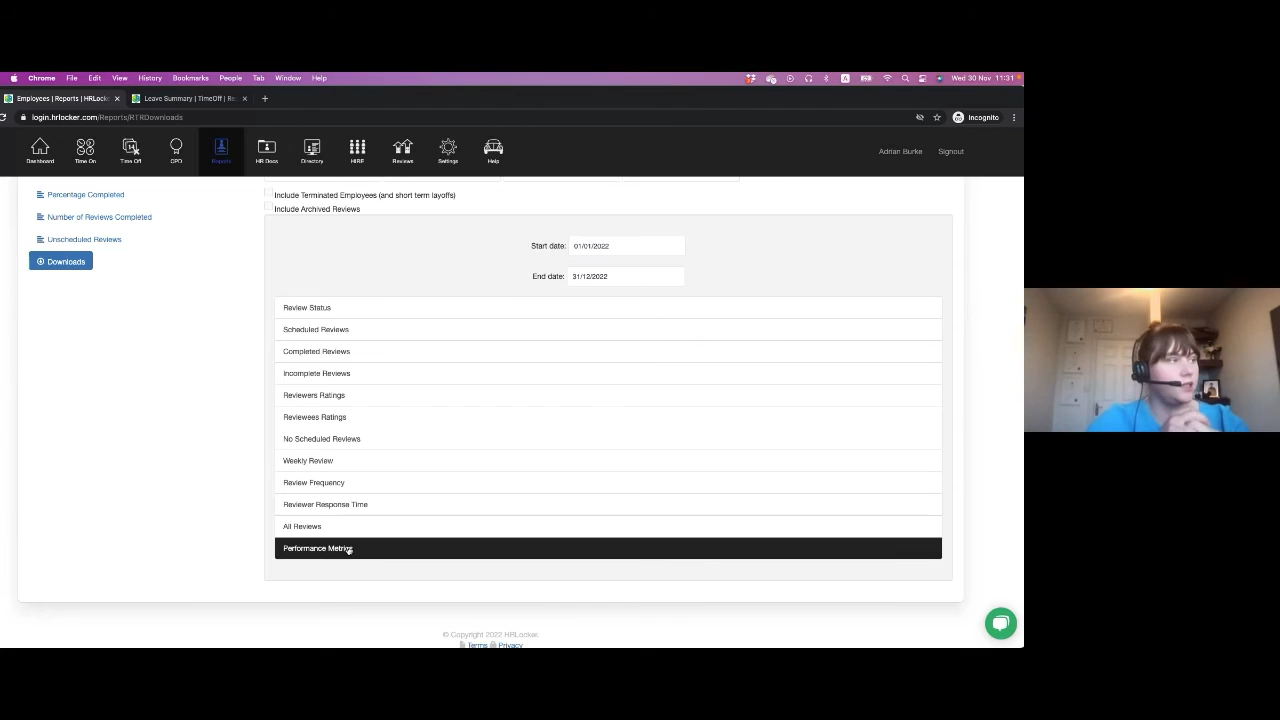 Chrome File Edit View History Bookmarks People Tab Window Help
Wed 30 Nov 11:31
Employees | Reports | HRLocke
Leave Summary | TimeOff | Re
login.hrlocker.com/Reports/RTRDownloads
Incognito
Dashboard Time On Time Off CPD Reports HR Docs Directory HIRE Reviews Settings Help
Adrian Burke Signout
Percentage Completed
Number of Reviews Completed
Unscheduled Reviews
Downloads
Include Terminated Employees (and short term layoffs)
Include Archived Reviews
Start date: 01/01/2022
End date: 31/12/2022
Review Status
Scheduled Reviews
Completed Reviews
Incomplete Reviews
Reviewers Ratings
Reviewees Ratings
No Scheduled Reviews
Weekly Review
Review Frequency
Reviewer Response Time
All Reviews
Performance Metrics
© Copyright 2022 HRLocker.
Terms Privacy